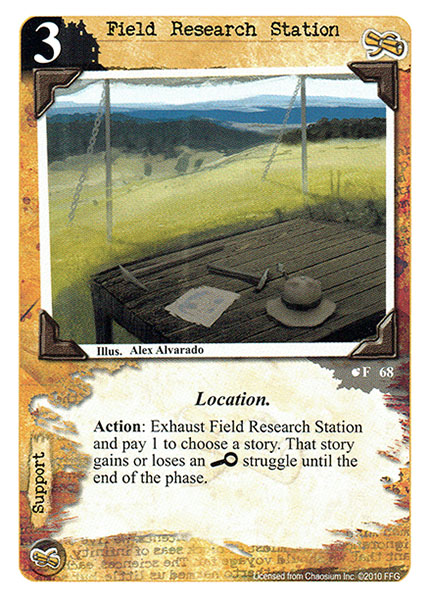 3
Field Research Station
Illus. Alex Alvarado
F 68
Location.
Action: Exhaust Field Research Station
and pay 1 to choose a story. That story
gains or loses an struggle until the
end of the phase.
Support
Licensed from Chaosium Inc. ©2010 FFG